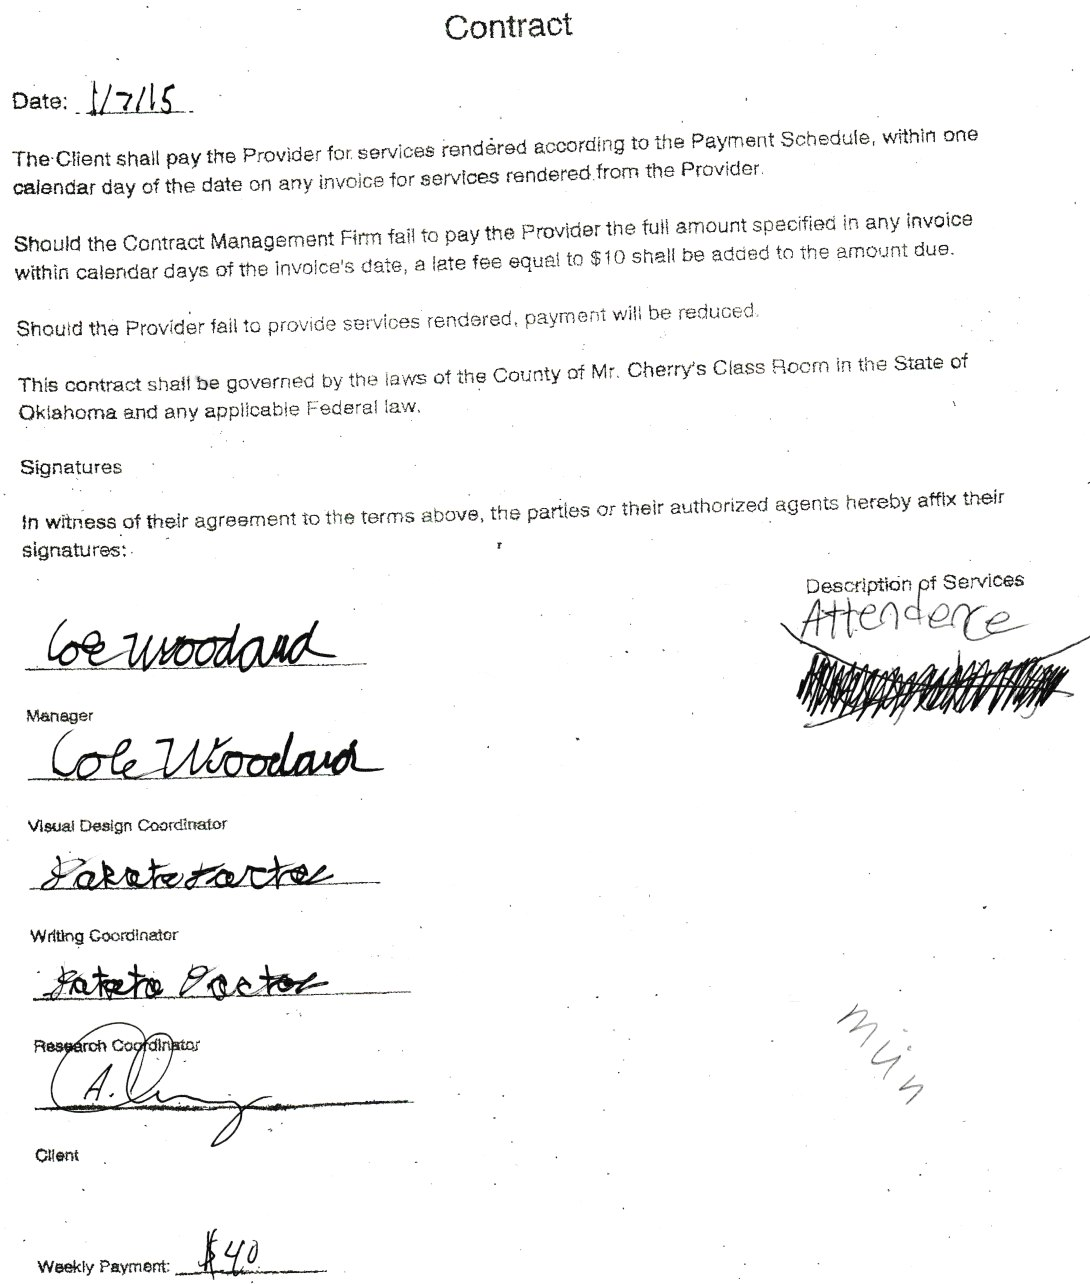 Contract
Date: 1/7/15
The Client shall pay the Provider for services rendered according to the Payment Schedule, within one
calendar day of the date on any invoice for services rendered from the Provider.
Should the Contract Management Firm fail to pay the Provider the full amount specified in any invoice
within calendar days of the invoice's date, a late fee equal to $10 shall be added to the amount due.
Should the Provider fail to provide services rendered, payment will be reduced.
This contract shall be governed by the laws of the County of Mr. Cherry's Class Room in the State of
Oklahoma and any applicable Federal law.
Signatures
In witness of their agreement to the terms above, the parties or their authorized agents hereby affix their
signatures:
Description of Services
Attendence
Cole Woodard
Manager
Cole Woodard
Visual Design Coordinator
Writing Coordinator
Research Coordinator
A.
Client
Weekly Payment: $40